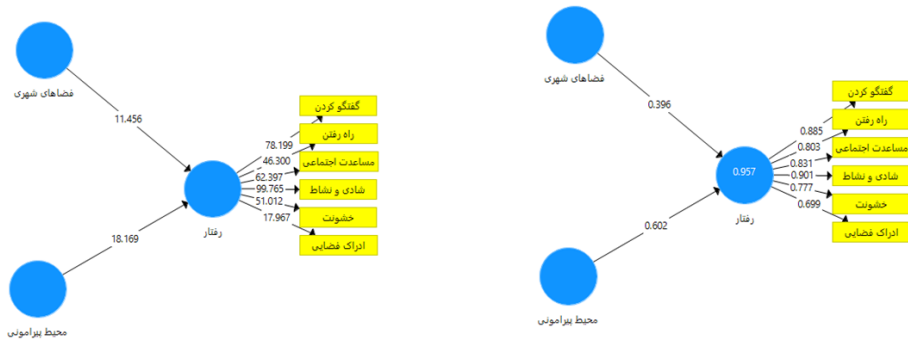 فضاهای شهری
11.456
گفتگو کردن
78.199
راه رفتن
46.300
مساعدت اجتماعی
62.397
شادی و نشاط
99.765
خشونت
51.012
ادراک فضایی
17.967
رفتار
18.169
محیط پیرامونی
فضاهای شهری
0.396
گفتگو کردن
0.885
راه رفتن
0.803
مساعدت اجتماعی
0.831
شادی و نشاط
0.901
خشونت
0.777
ادراک فضایی
0.699
0.957
رفتار
0.602
محیط پیرامونی